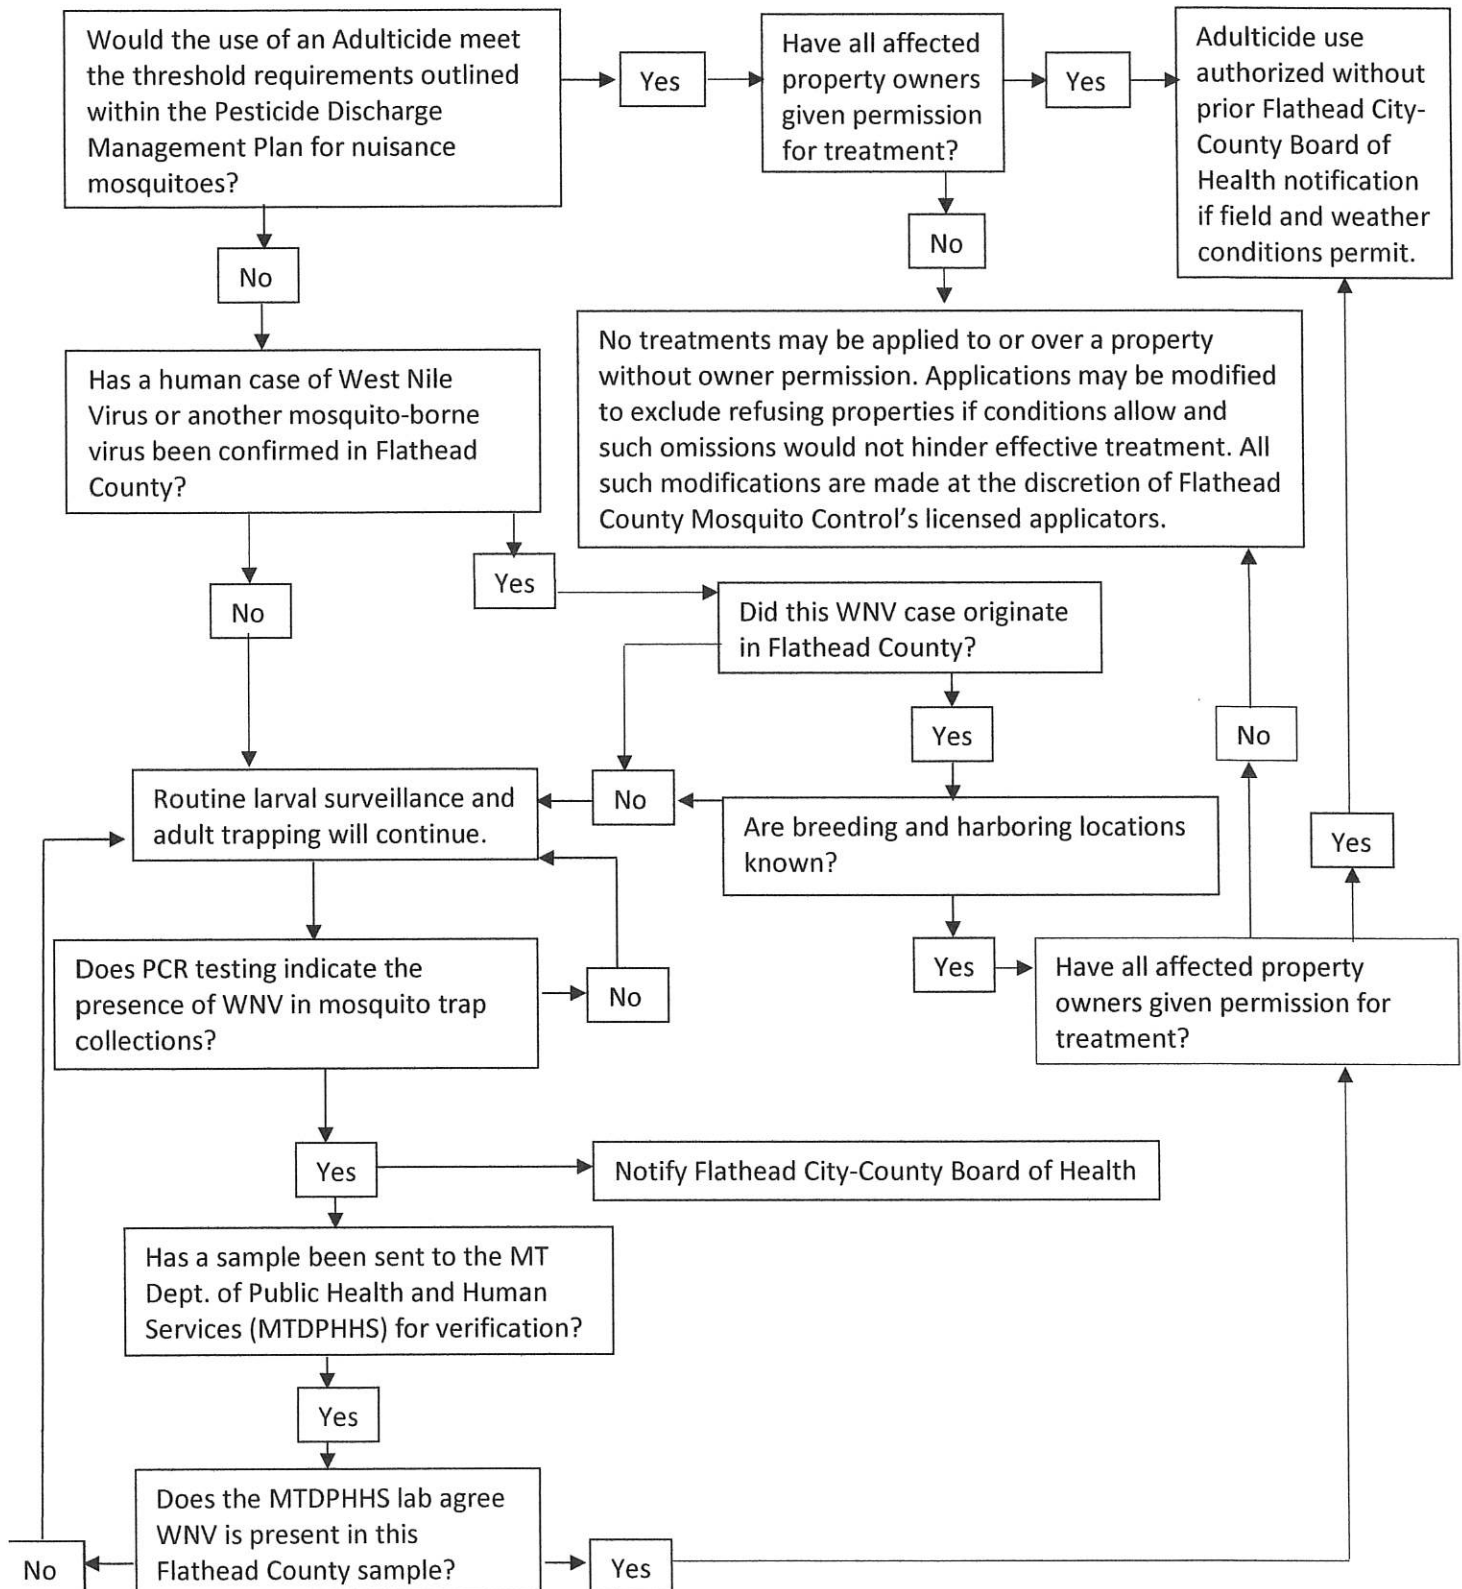 Would the use of an Adulticide meet
the threshold requirements outlined
within the Pesticide Discharge
Management Plan for nuisance
mosquitoes?
Yes
Have all affected
property owners
given permission
for treatment?
Yes
Adulticide use
authorized without
prior Flathead City-
County Board of
Health notification
if field and weather
conditions permit.
No
No
Has a human case of West Nile
Virus or another mosquito-borne
virus been confirmed in Flathead
County?
No treatments may be applied to or over a property
without owner permission. Applications may be modified
to exclude refusing properties if conditions allow and
such omissions would not hinder effective treatment. All
such modifications are made at the discretion of Flathead
County Mosquito Control's licensed applicators.
No
Yes
Did this WNV case originate
in Flathead County?
Yes
No
Routine larval surveillance and
adult trapping will continue.
No
Are breeding and harboring locations
known?
Yes
Does PCR testing indicate the
presence of WNV in mosquito trap
collections?
No
Yes
Have all affected property
owners given permission for
treatment?
Yes
Notify Flathead City-County Board of Health
Has a sample been sent to the MT
Dept. of Public Health and Human
Services (MTDPHHS) for verification?
Yes
Does the MTDPHHS lab agree
WNV is present in this
Flathead County sample?
No
Yes